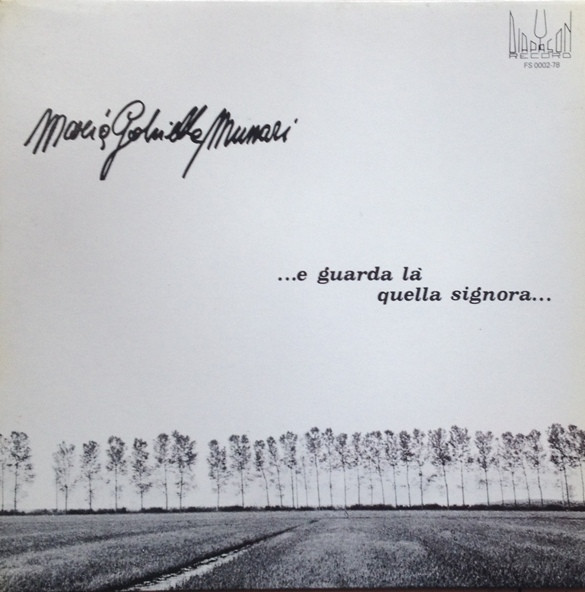 DIAPASON
RECORD
FS 0002-78
Maria Gabriella Munari
...e guarda là
quella signora...